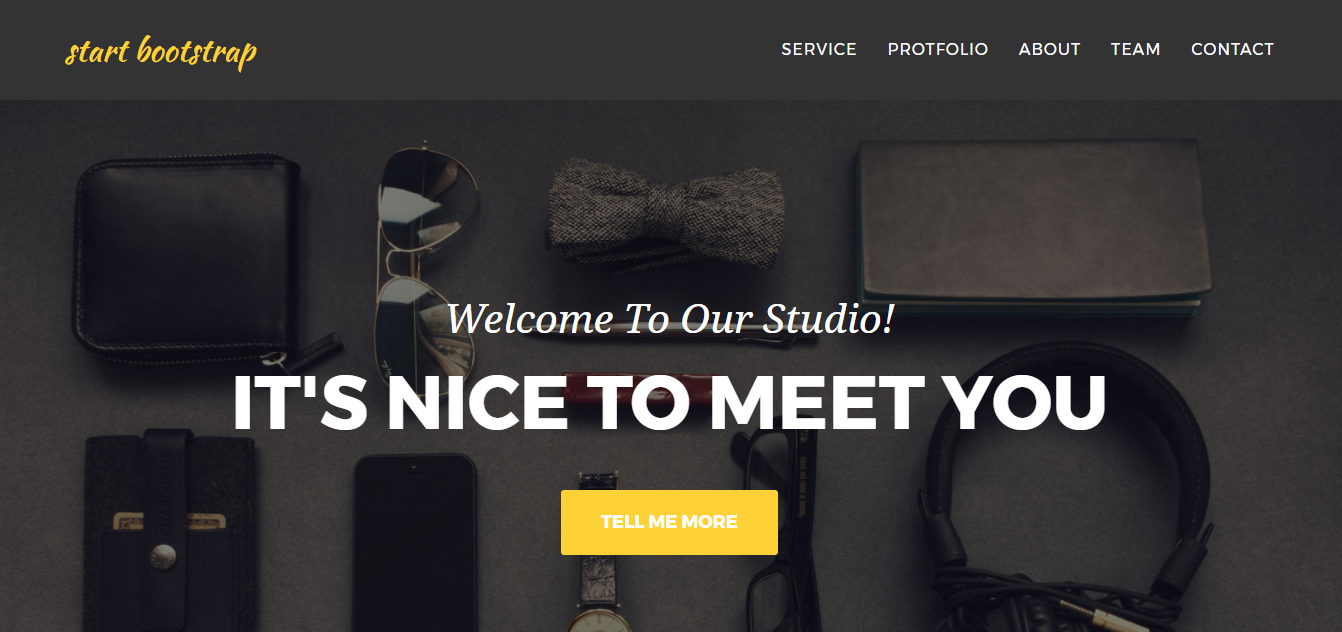 start bootstrap
SERVICE PROTFOLIO ABOUT TEAM CONTACT
Welcome To Our Studio!
IT'S NICE TO MEET YOU
TELL ME MORE